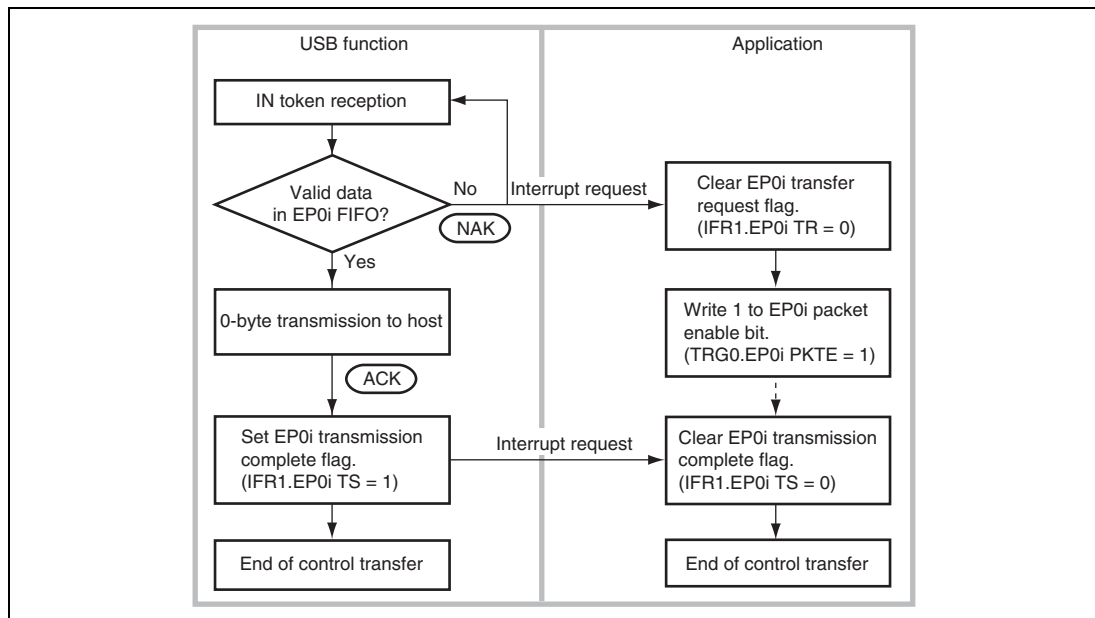 USB function
Application
IN token reception
Valid data
in EP0i FIFO?
No
NAK
Interrupt request
Clear EP0i transfer
request flag.
(IFR1.EP0i TR = 0)
Yes
0-byte transmission to host
Write 1 to EP0i packet
enable bit.
(TRG0.EP0i PKTE = 1)
ACK
Set EP0i transmission
complete flag.
(IFR1.EP0i TS = 1)
Interrupt request
Clear EP0i transmission
complete flag.
(IFR1.EP0i TS = 0)
End of control transfer
End of control transfer